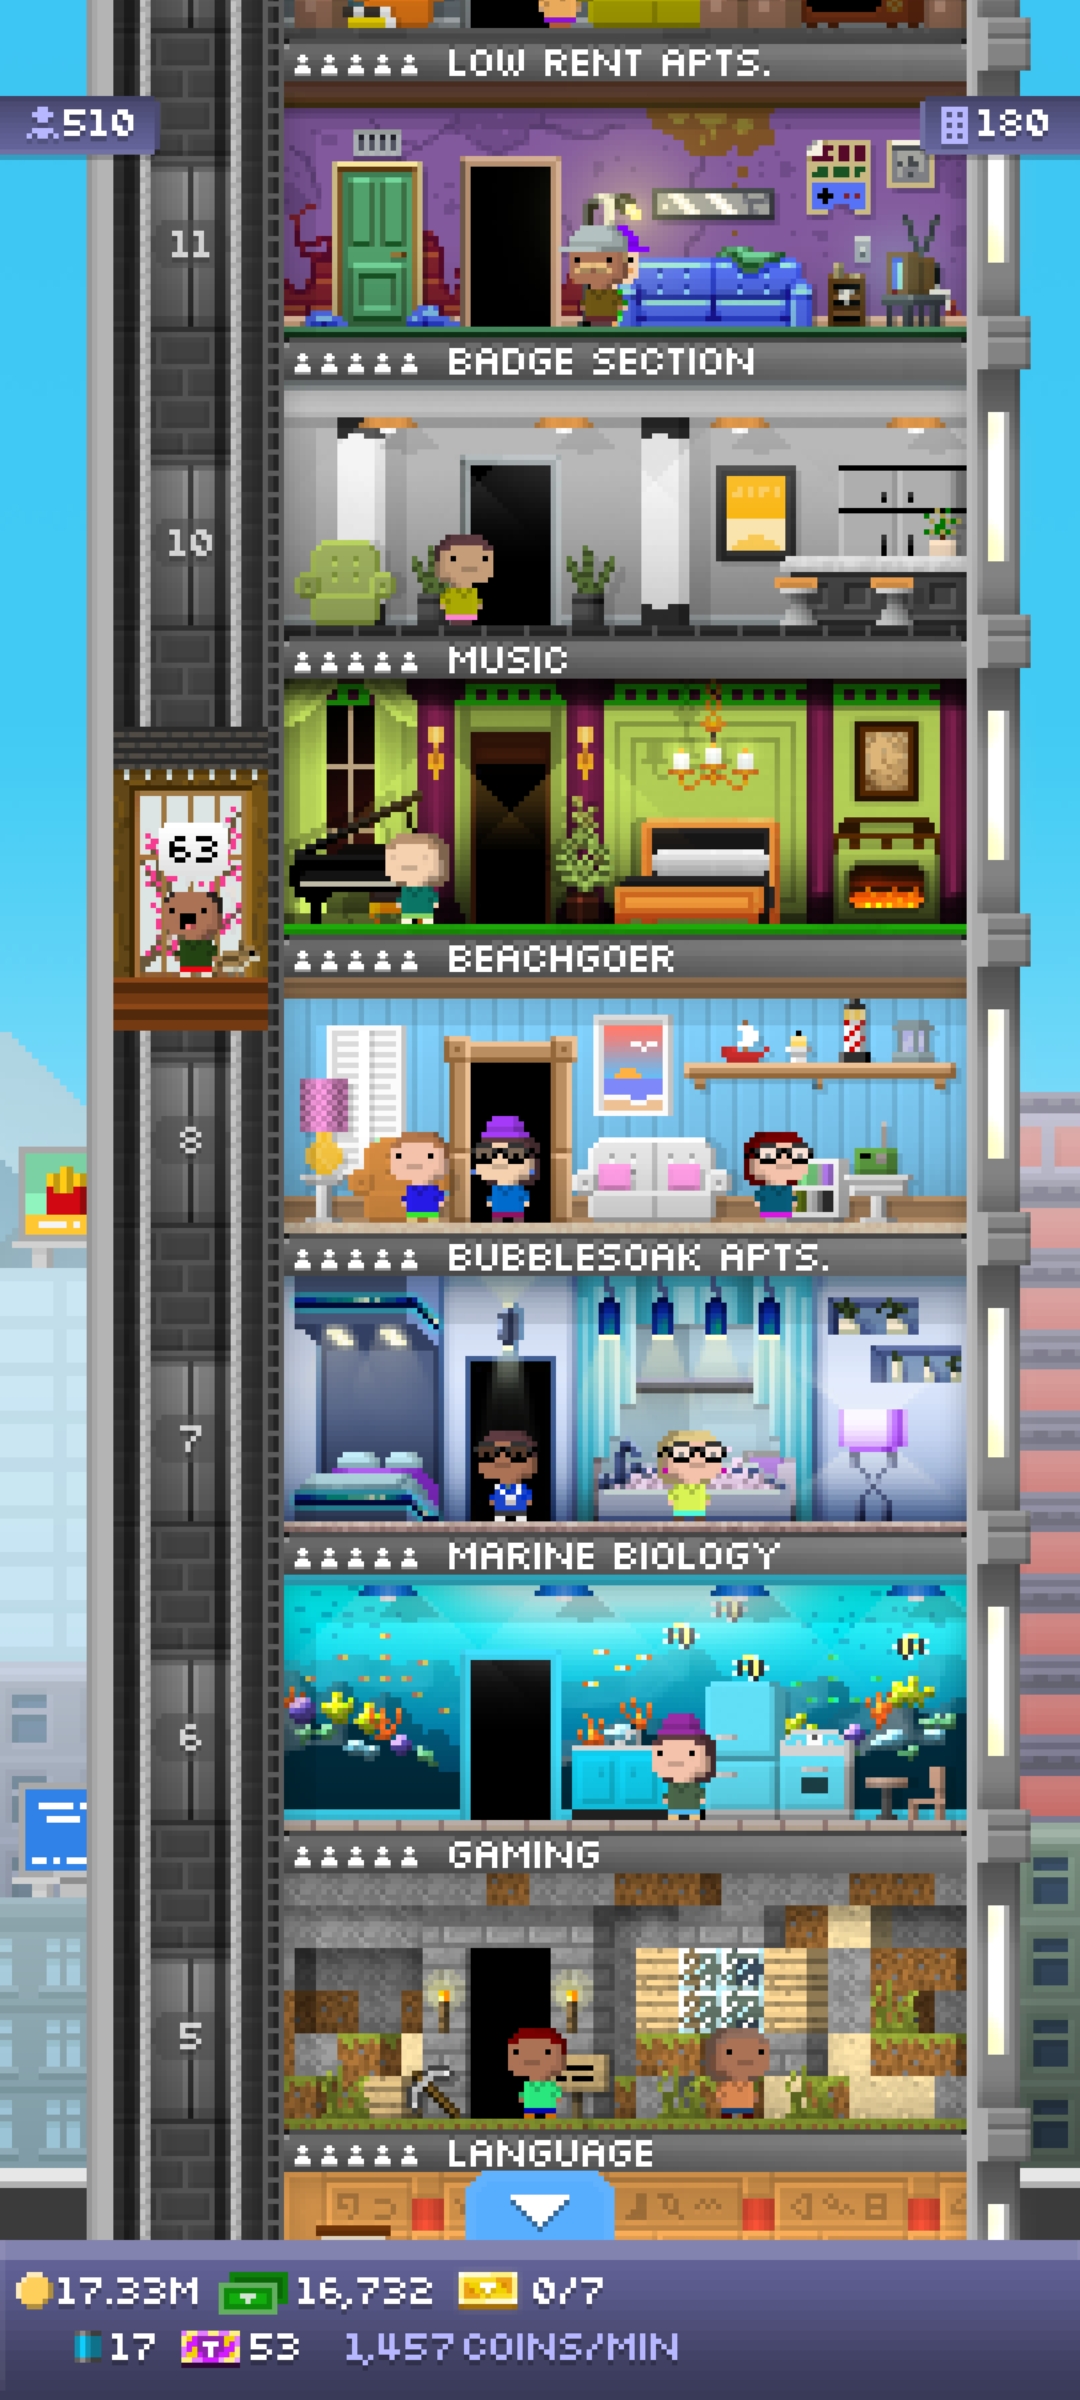 LOW RENT APTS.
510
180
11
BADGE SECTION
10
MUSIC
63
BEACHGOER
8
BUBBLESOAK APTS.
7
MARINE BIOLOGY
6
GAMING
5
LANGUAGE
17.33M 16,732 0/7
17 T 53 1,457 COINS/MIN